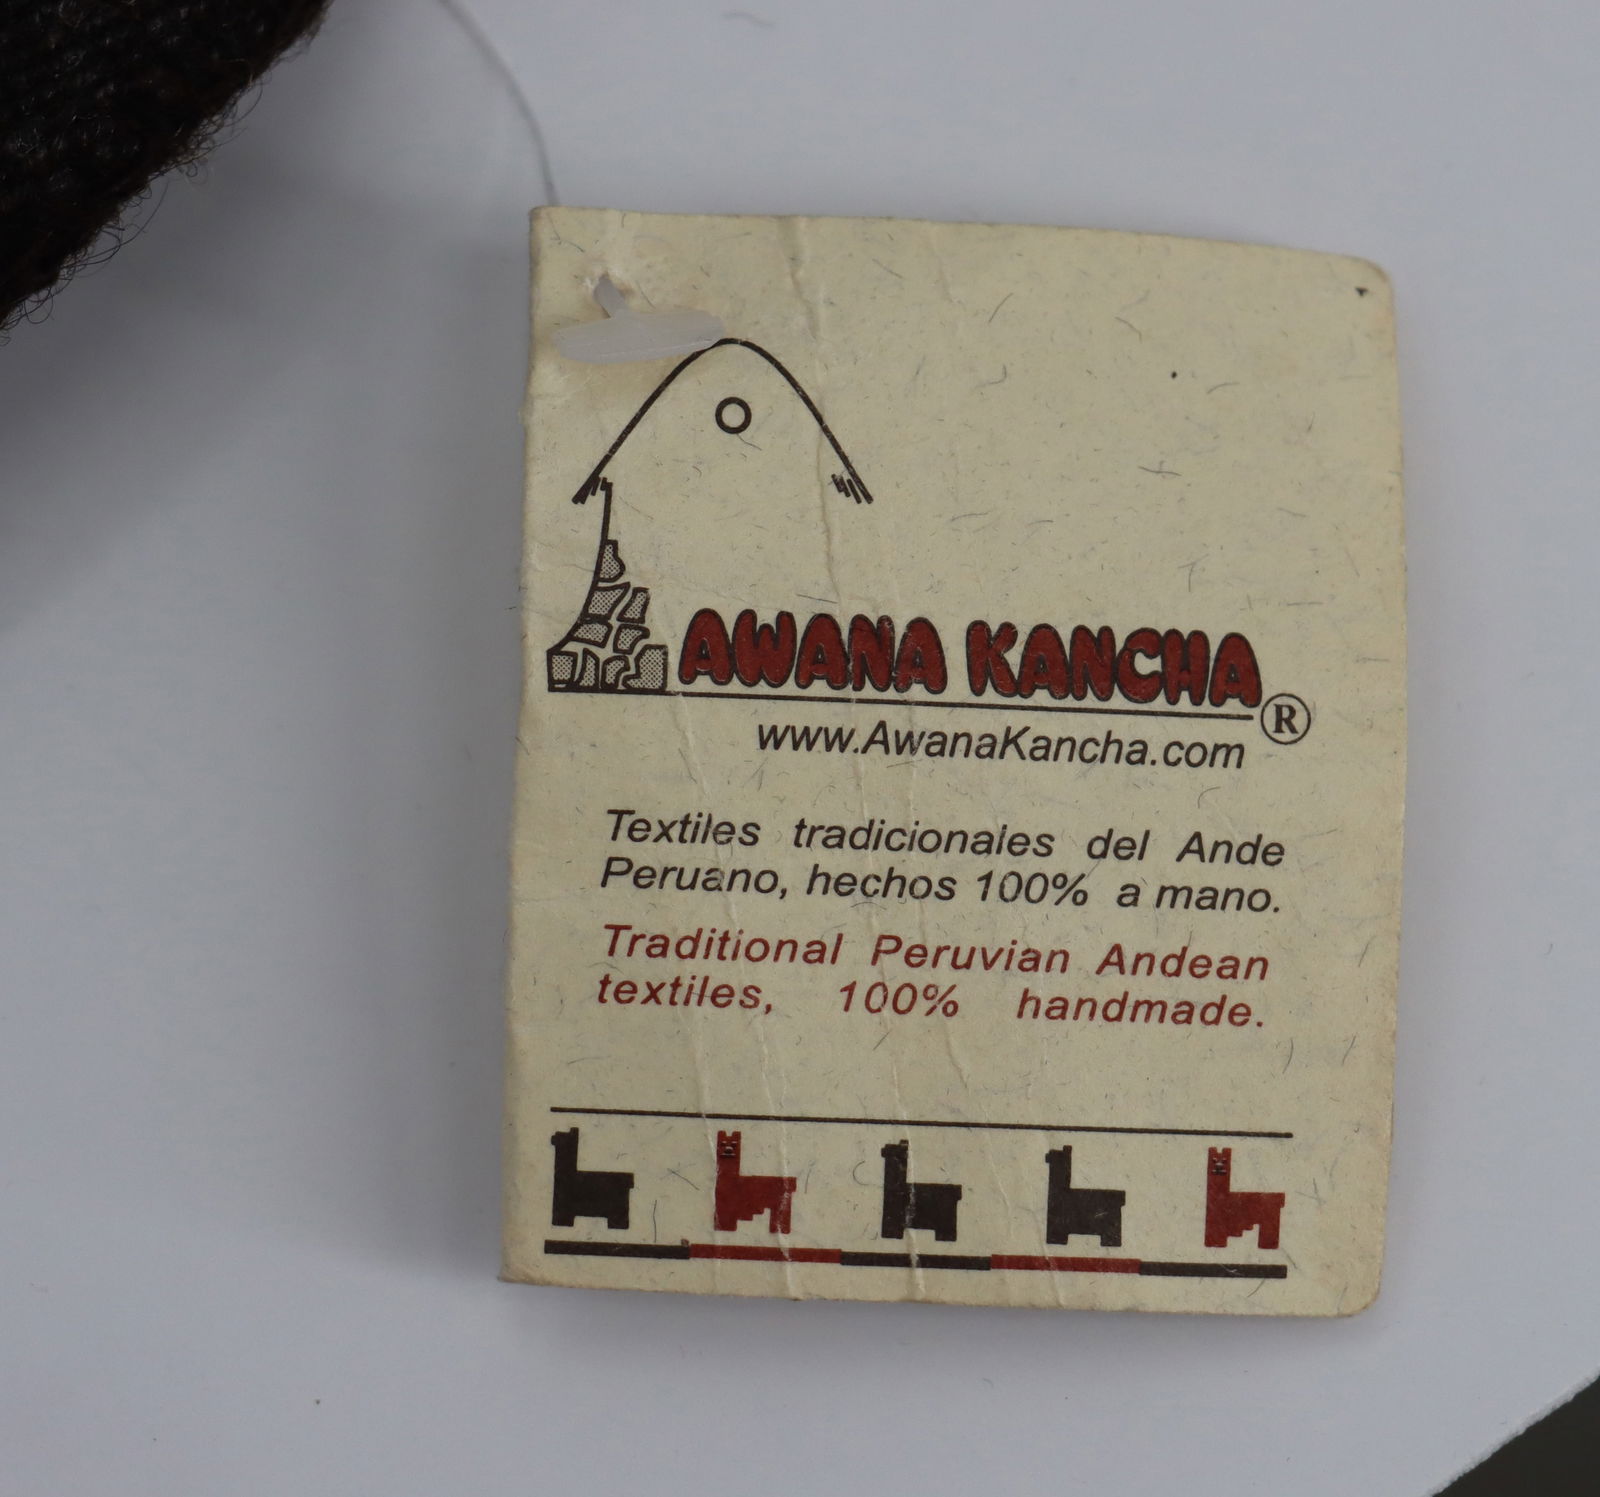 AWANA KANCHA
®
www.AwanaKancha.com
Textiles tradicionales del Ande
Peruano, hechos 100% a mano.
Traditional Peruvian Andean
textiles, 100% handmade.